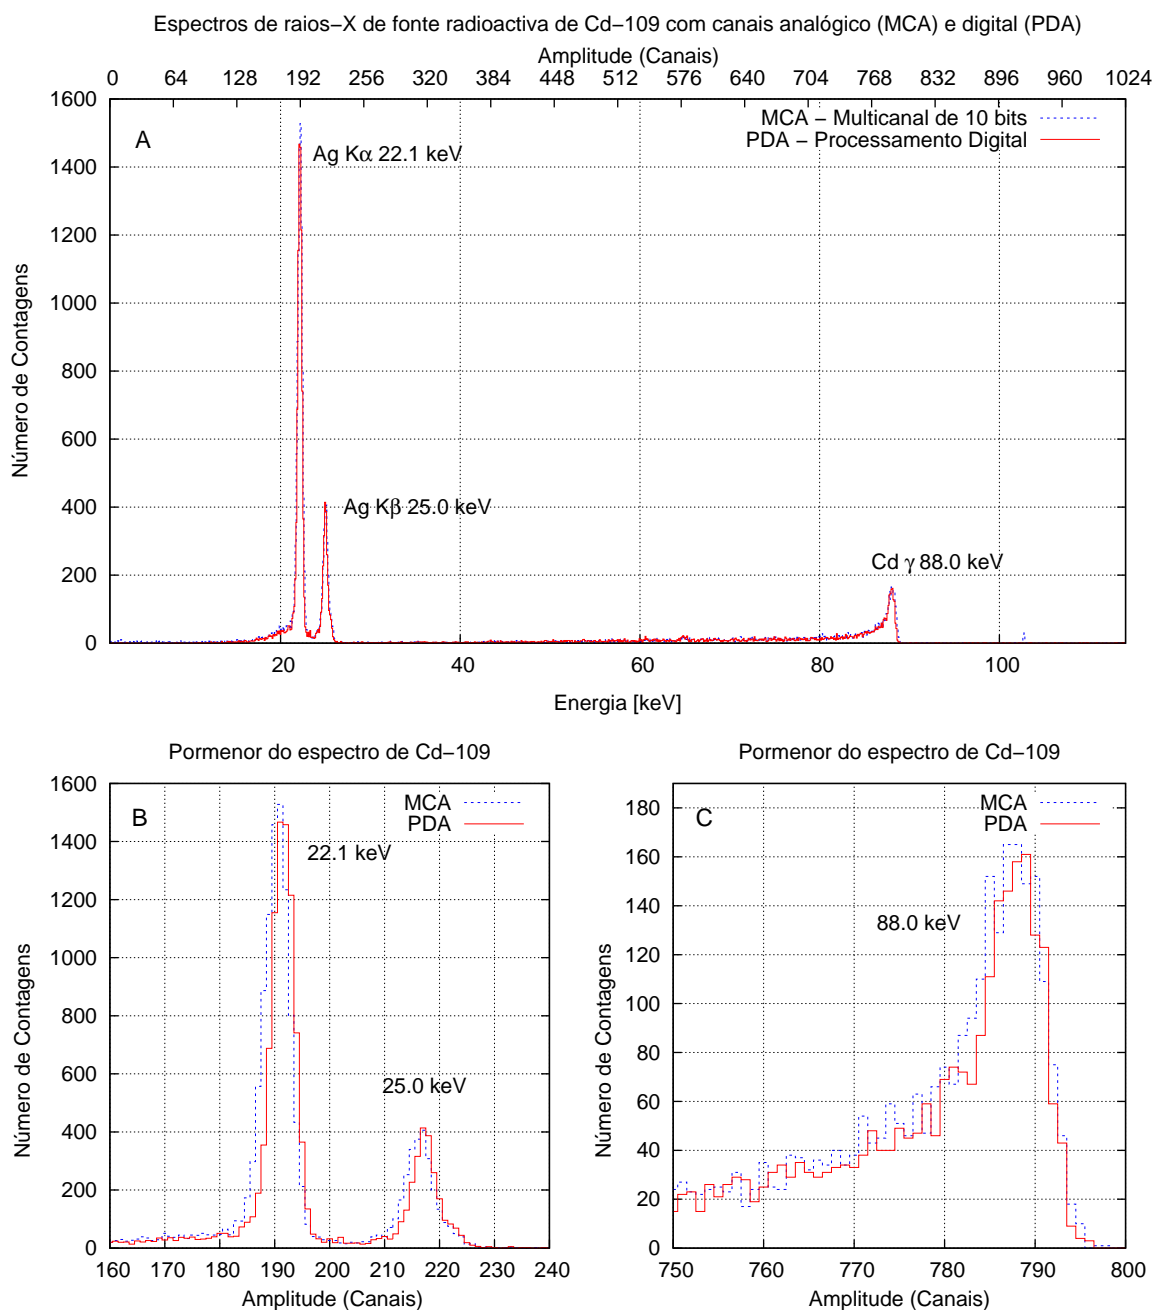 Espectros de raios−X de fonte radioactiva de Cd−109 com canais analógico (MCA) e digital (PDA)
Amplitude (Canais)
0 64 128 192 256 320 384 448 512 576 640 704 768 832 896 960 1024
1600
1400
1200
1000
800
600
400
200
0
Número de Contagens
A
MCA − Multicanal de 10 bits
PDA − Processamento Digital
Ag Kα 22.1 keV
Ag Kβ 25.0 keV
Cd γ 88.0 keV
20 40 60 80 100
Energia [keV]
Pormenor do espectro de Cd−109
1600
1400
1200
1000
800
600
400
200
0
Número de Contagens
B
MCA
PDA
22.1 keV
25.0 keV
160 170 180 190 200 210 220 230 240
Amplitude (Canais)
Pormenor do espectro de Cd−109
180
160
140
120
100
80
60
40
20
0
Número de Contagens
C
MCA
PDA
88.0 keV
750 760 770 780 790 800
Amplitude (Canais)